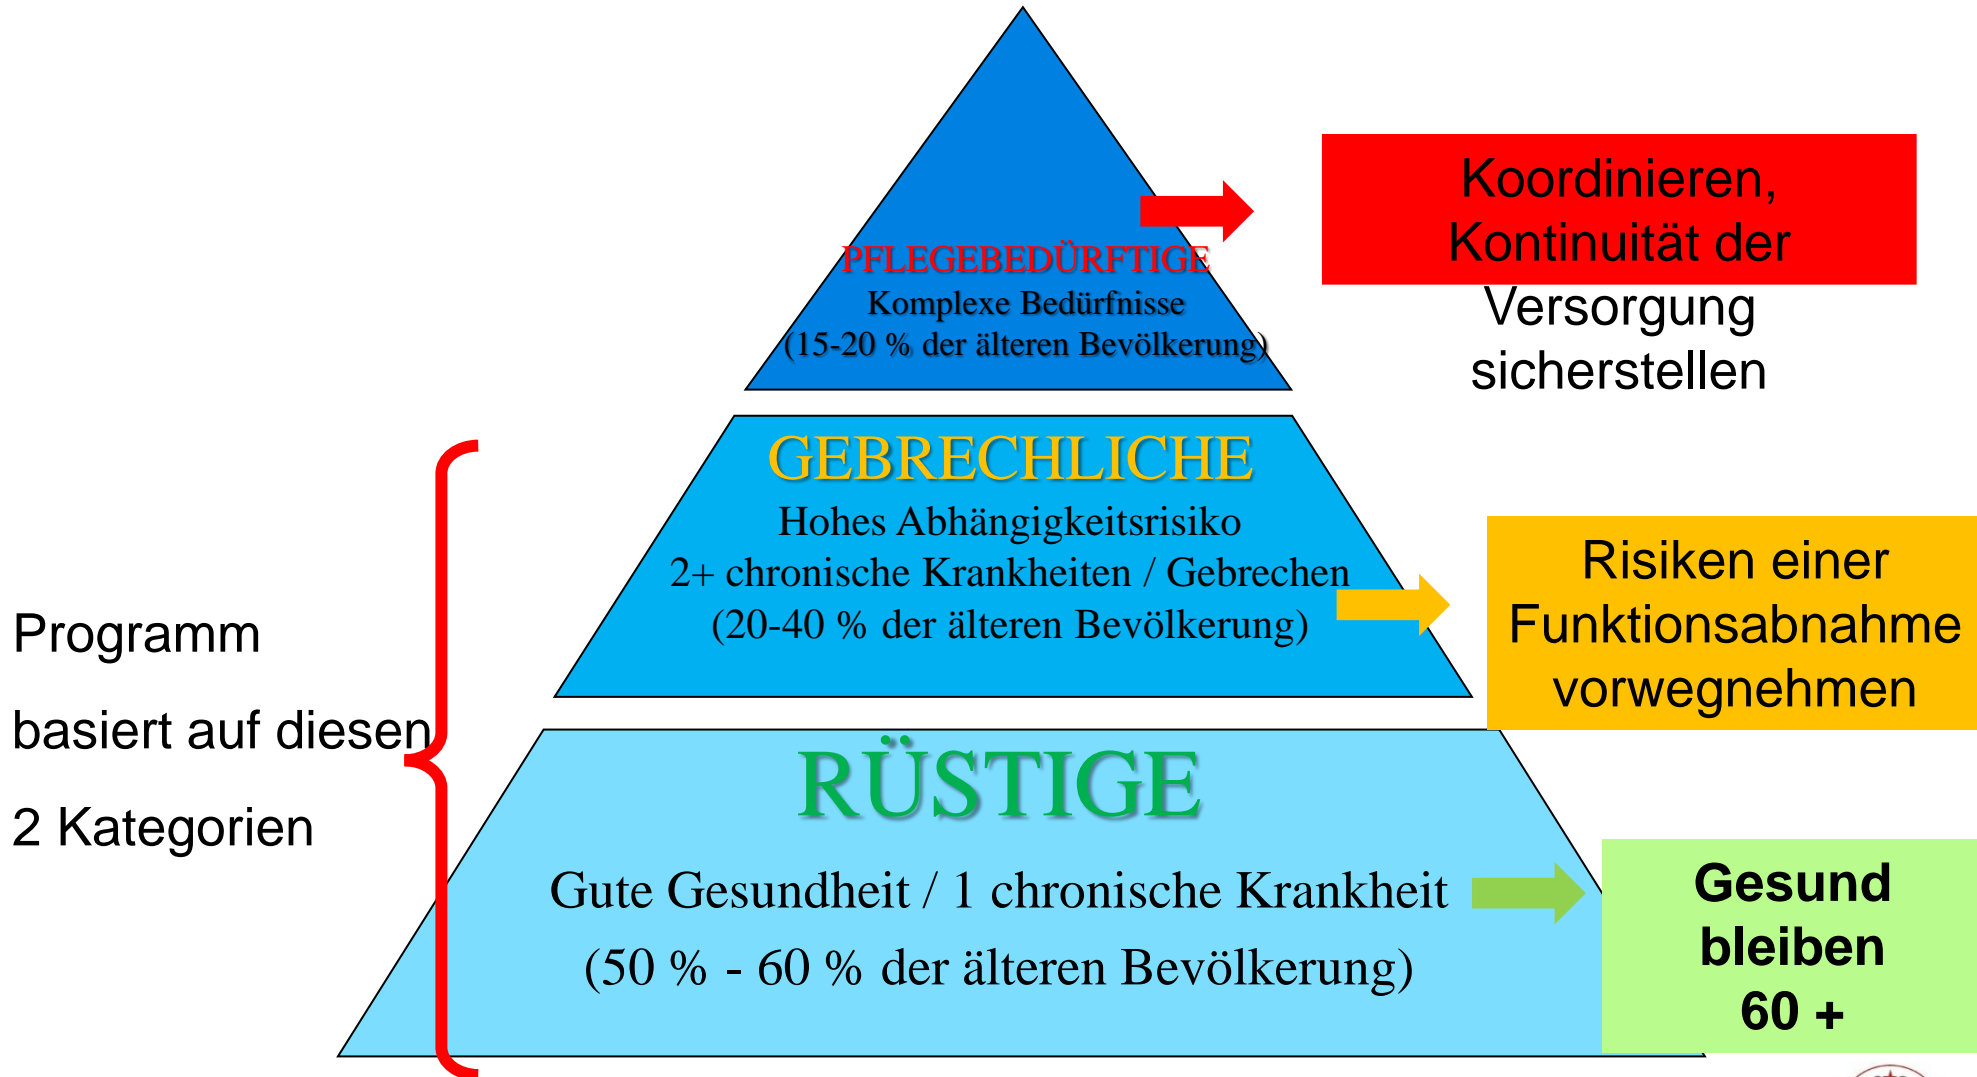 PFLEGEBEDÜRFTIGE
Komplexe Bedürfnisse
(15-20 % der älteren Bevölkerung)
Koordinieren,
Kontinuität der
Versorgung
sicherstellen
GEBRECHLICHE
Hohes Abhängigkeitsrisiko
2+ chronische Krankheiten / Gebrechen
(20-40 % der älteren Bevölkerung)
Risiken einer
Funktionsabnahme
vorwegnehmen
Programm
basiert auf diesen
2 Kategorien
RÜSTIGE
Gute Gesundheit / 1 chronische Krankheit
(50 % - 60 % der älteren Bevölkerung)
Gesund
bleiben
60 +